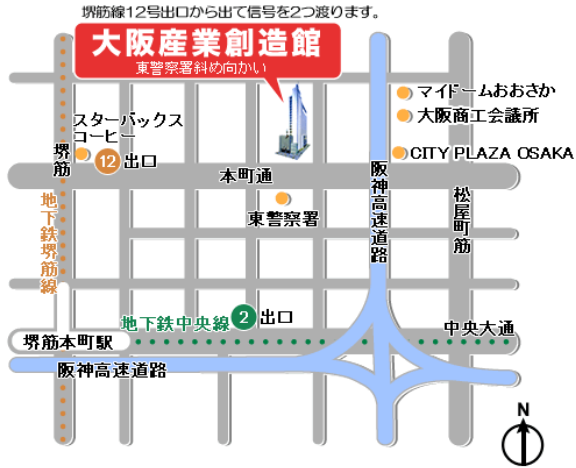 堺筋線12号出口から出て信号を2つ渡ります。
大阪産業創造館
東警察署斜め向かい
マイドームおおさか
大阪商工会議所
スターバックス
コーヒー
CITY PLAZA OSAKA
堺筋
12 出口
本町通
阪神高速道路
松屋町筋
地下鉄堺筋線
東警察署
地下鉄中央線 2 出口
中央大通
堺筋本町駅
阪神高速道路
N